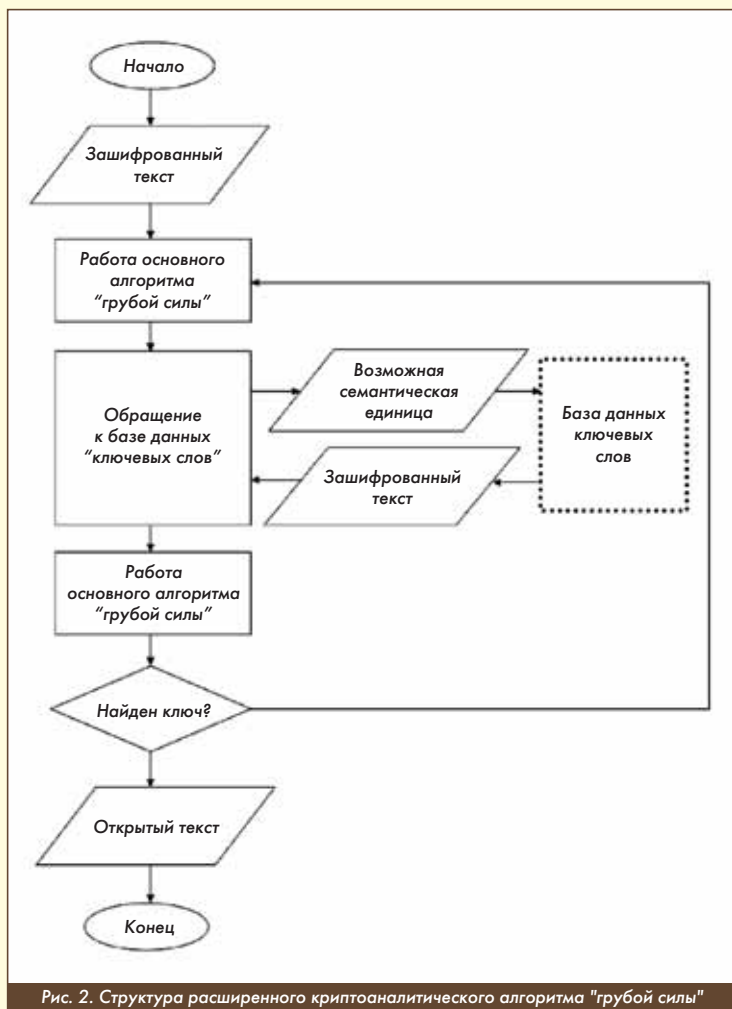 Начало
Зашифрованный
текст
Работа основного
алгоритма
“грубой силы”
Обращение
к базе данных
“ключевых слов”
Возможная
семантическая
единица
База данных
ключевых
слов
Зашифрованный
текст
Работа
основного алгоритма
“грубой силы”
Найден ключ?
Открытый текст
Конец
Рис. 2. Структура расширенного криптоаналитического алгоритма "грубой силы"